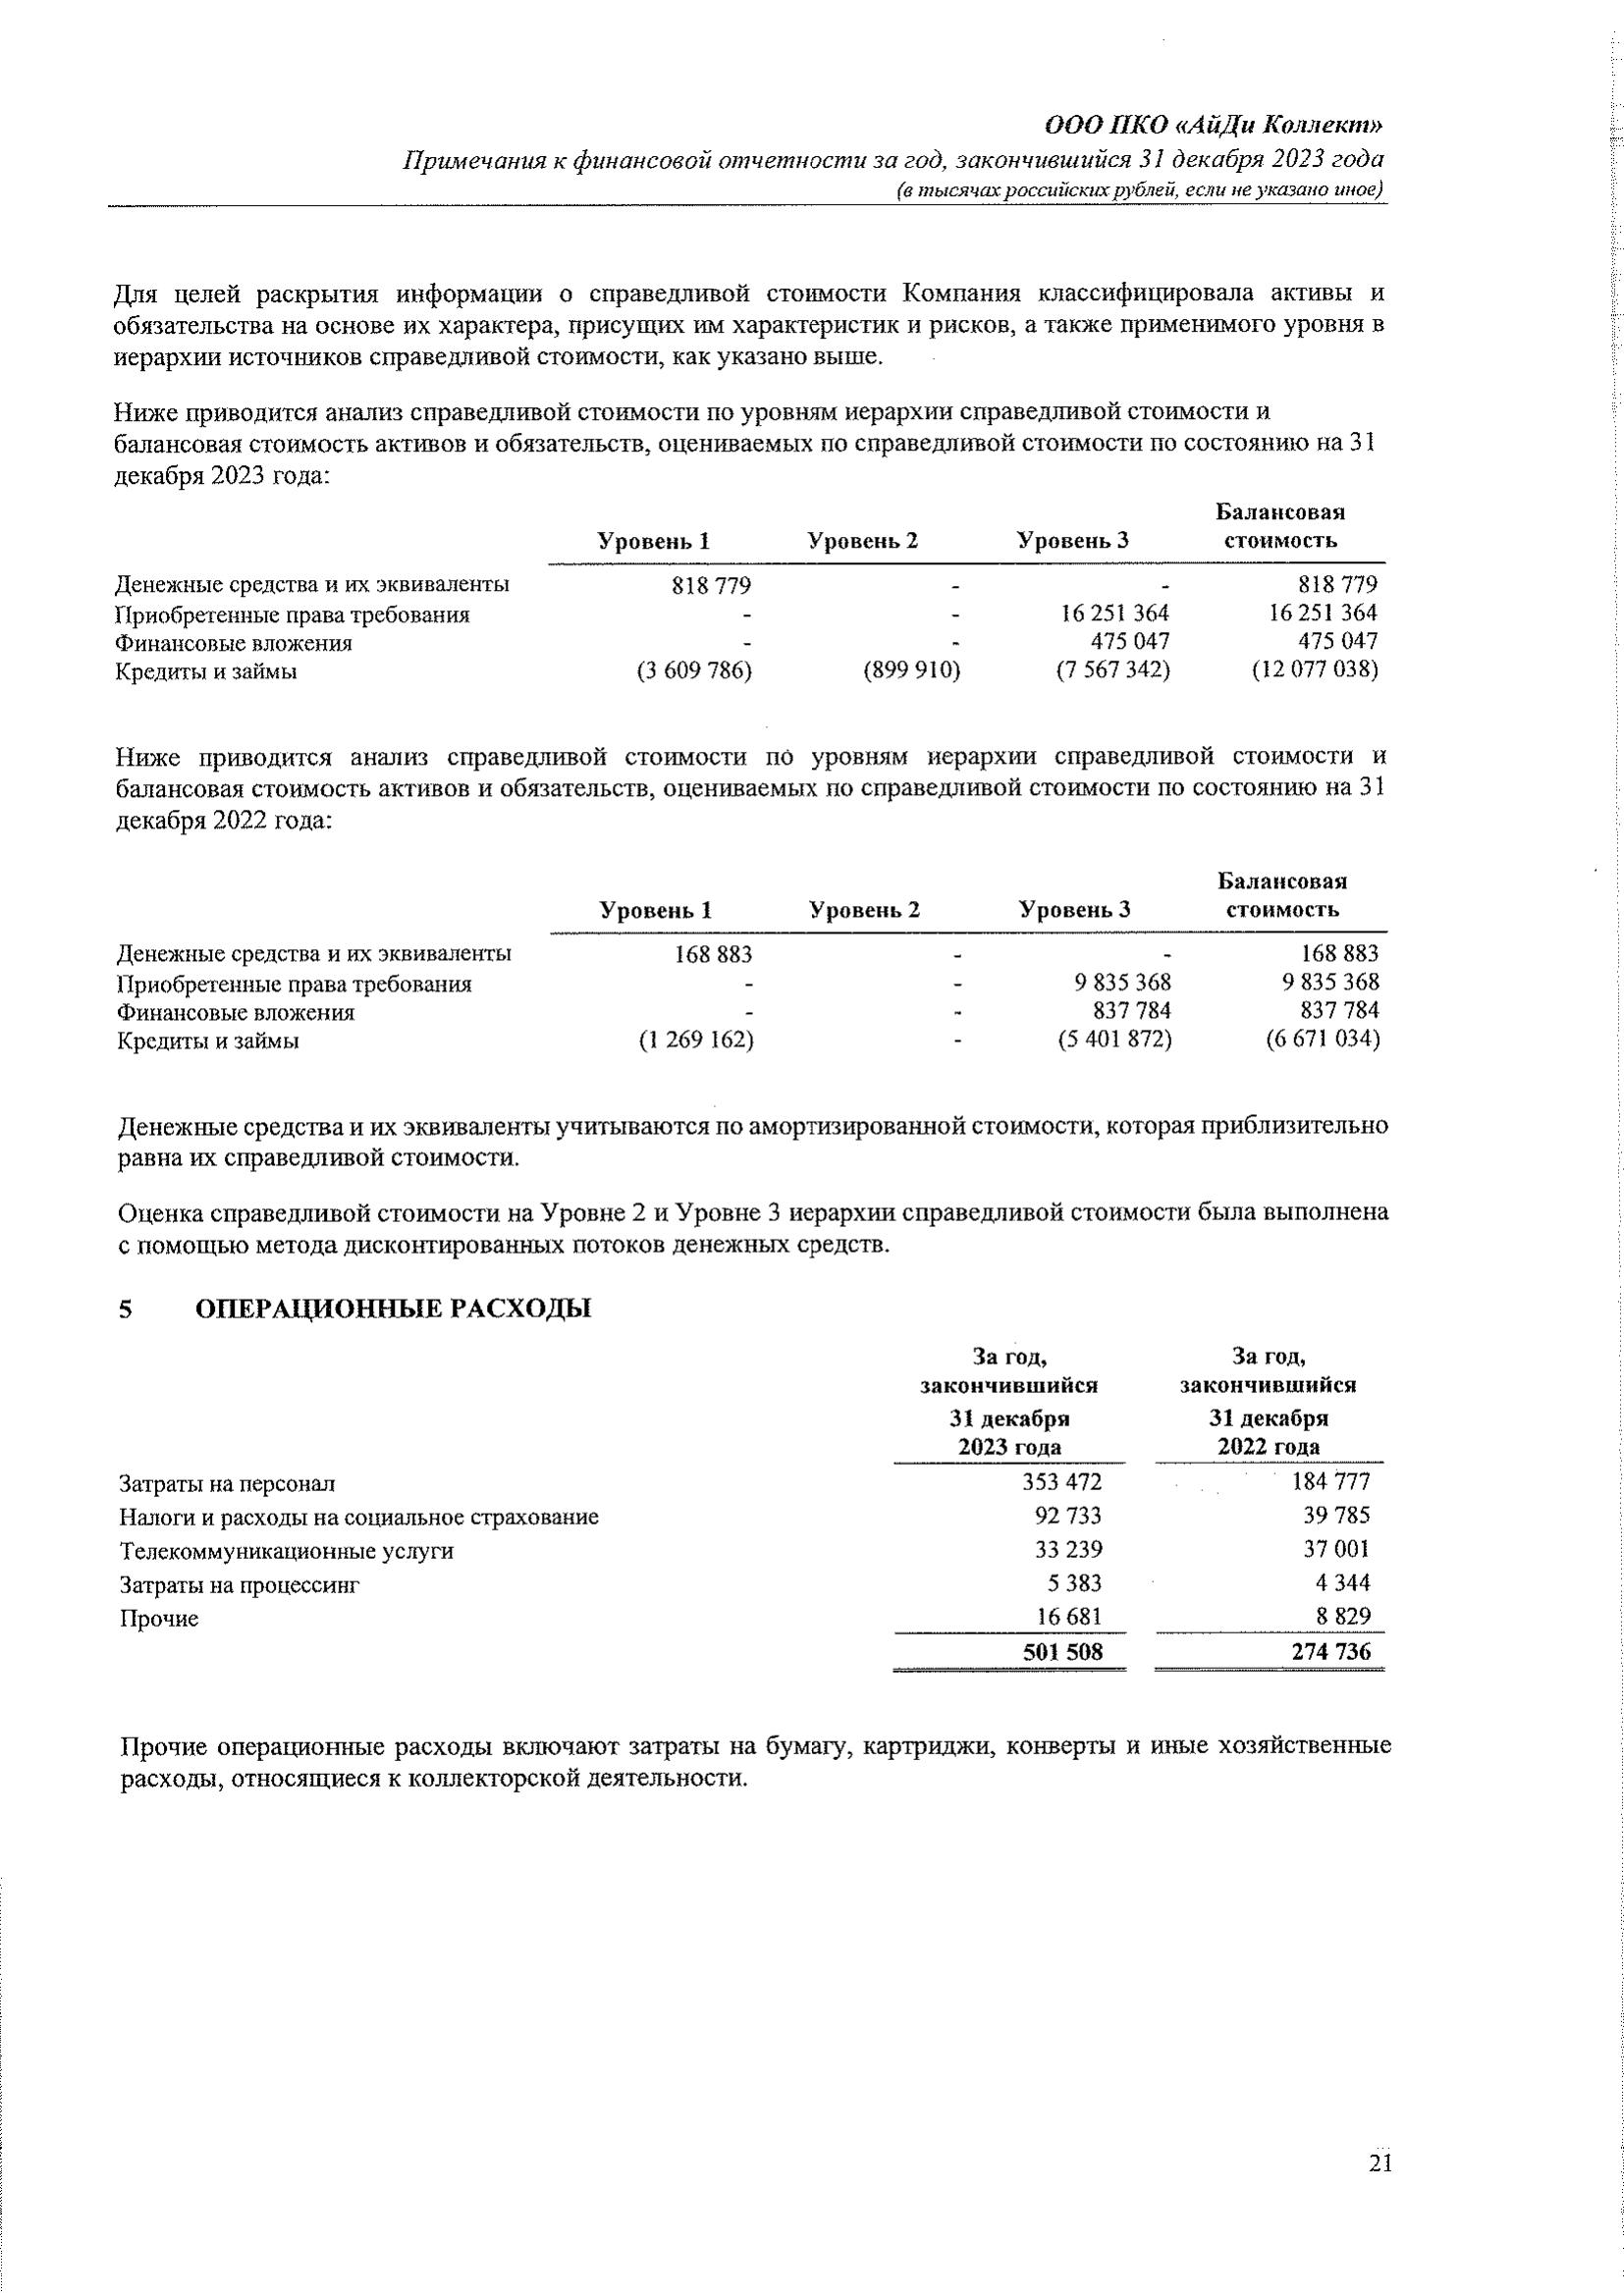 ООО ПКО «АйДи Коллект»
Примечания к финансовой отчетности за год, закончившийся 31 декабря 2023 года
(в тысячах российских рублей, если не указано иное)
Для целей раскрытия информации о справедливой стоимости Компания классифицировала активы и
обязательства на основе их характера, присущих им характеристик и рисков, а также применимого уровня в
иерархии источников справедливой стоимости, как указано выше.
Ниже приводится анализ справедливой стоимости по уровням иерархии справедливой стоимости и
балансовая стоимость активов и обязательств, оцениваемых по справедливой стоимости по состоянию на 31
декабря 2023 года:
Балансовая
Уровень 1 Уровень 2 Уровень 3 стоимость
Денежные средства и их эквиваленты 818 779 - - 818 779
Приобретенные права требования - - 16 251 364 16 251 364
Финансовые вложения - - 475 047 475 047
Кредиты и займы (3 609 786) (899 910) (7 567 342) (12 077 038)
Ниже приводится анализ справедливой стоимости по уровням иерархии справедливой стоимости и
балансовая стоимость активов и обязательств, оцениваемых по справедливой стоимости по состоянию на 31
декабря 2022 года:
Балансовая
Уровень 1 Уровень 2 Уровень 3 стоимость
Денежные средства и их эквиваленты 168 883 - - 168 883
Приобретенные права требования - - 9 835 368 9 835 368
Финансовые вложения - - 837 784 837 784
Кредиты и займы (1 269 162) - (5 401 872) (6 671 034)
Денежные средства и их эквиваленты учитываются по амортизированной стоимости, которая приблизительно
равна их справедливой стоимости.
Оценка справедливой стоимости на Уровне 2 и Уровне 3 иерархии справедливой стоимости была выполнена
с помощью метода дисконтированных потоков денежных средств.
5 ОПЕРАЦИОННЫЕ РАСХОДЫ
За год, За год,
закончившийся закончившийся
31 декабря 31 декабря
2023 года 2022 года
Затраты на персонал 353 472 184 777
Налоги и расходы на социальное страхование 92 733 39 785
Телекоммуникационные услуги 33 239 37 001
Затраты на процессинг 5 383 4 344
Прочие 16 681 8 829
501 508 274 736
Прочие операционные расходы включают затраты на бумагу, картриджи, конверты и иные хозяйственные
расходы, относящиеся к коллекторской деятельности.
21